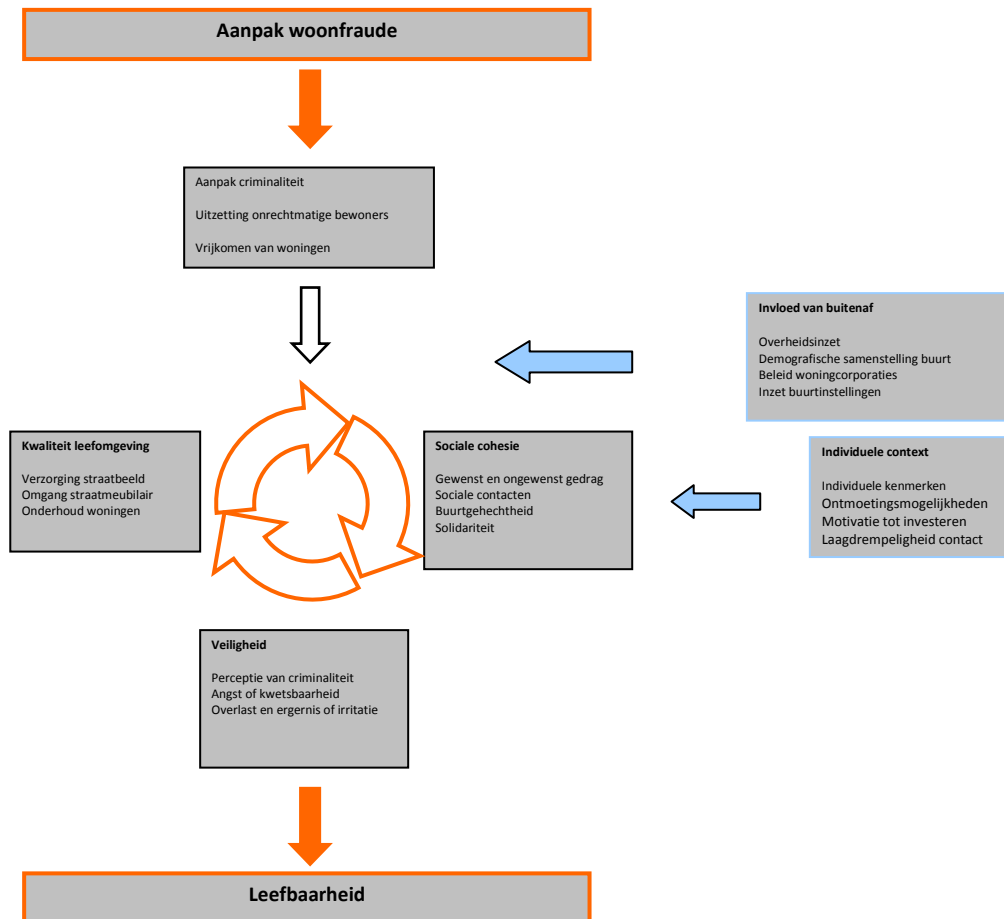 Aanpak woonfraude
Aanpak criminaliteit
Uitzetting onrechtmatige bewoners
Vrijkomen van woningen
Invloed van buitenaf
Overheidsinzet
Demografische samenstelling buurt
Beleid woningcorporaties
Inzet buurtinstellingen
Kwaliteit leefomgeving
Verzorging straatbeeld
Omgang straatmeubilair
Onderhoud woningen
Sociale cohesie
Gewenst en ongewenst gedrag
Sociale contacten
Buurtgehechtheid
Solidariteit
Individuele context
Individuele kenmerken
Ontmoetingsmogelijkheden
Motivatie tot investeren
Laagdrempeligheid contact
Veiligheid
Perceptie van criminaliteit
Angst of kwetsbaarheid
Overlast en ergernis of irritatie
Leefbaarheid